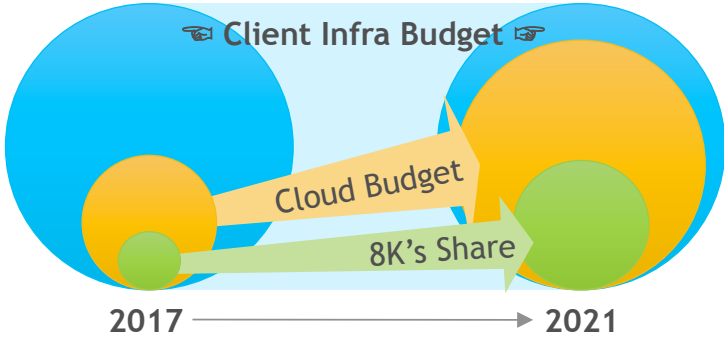 ☜ Client Infra Budget ☞
Cloud Budget
8K’s Share
2017
2021